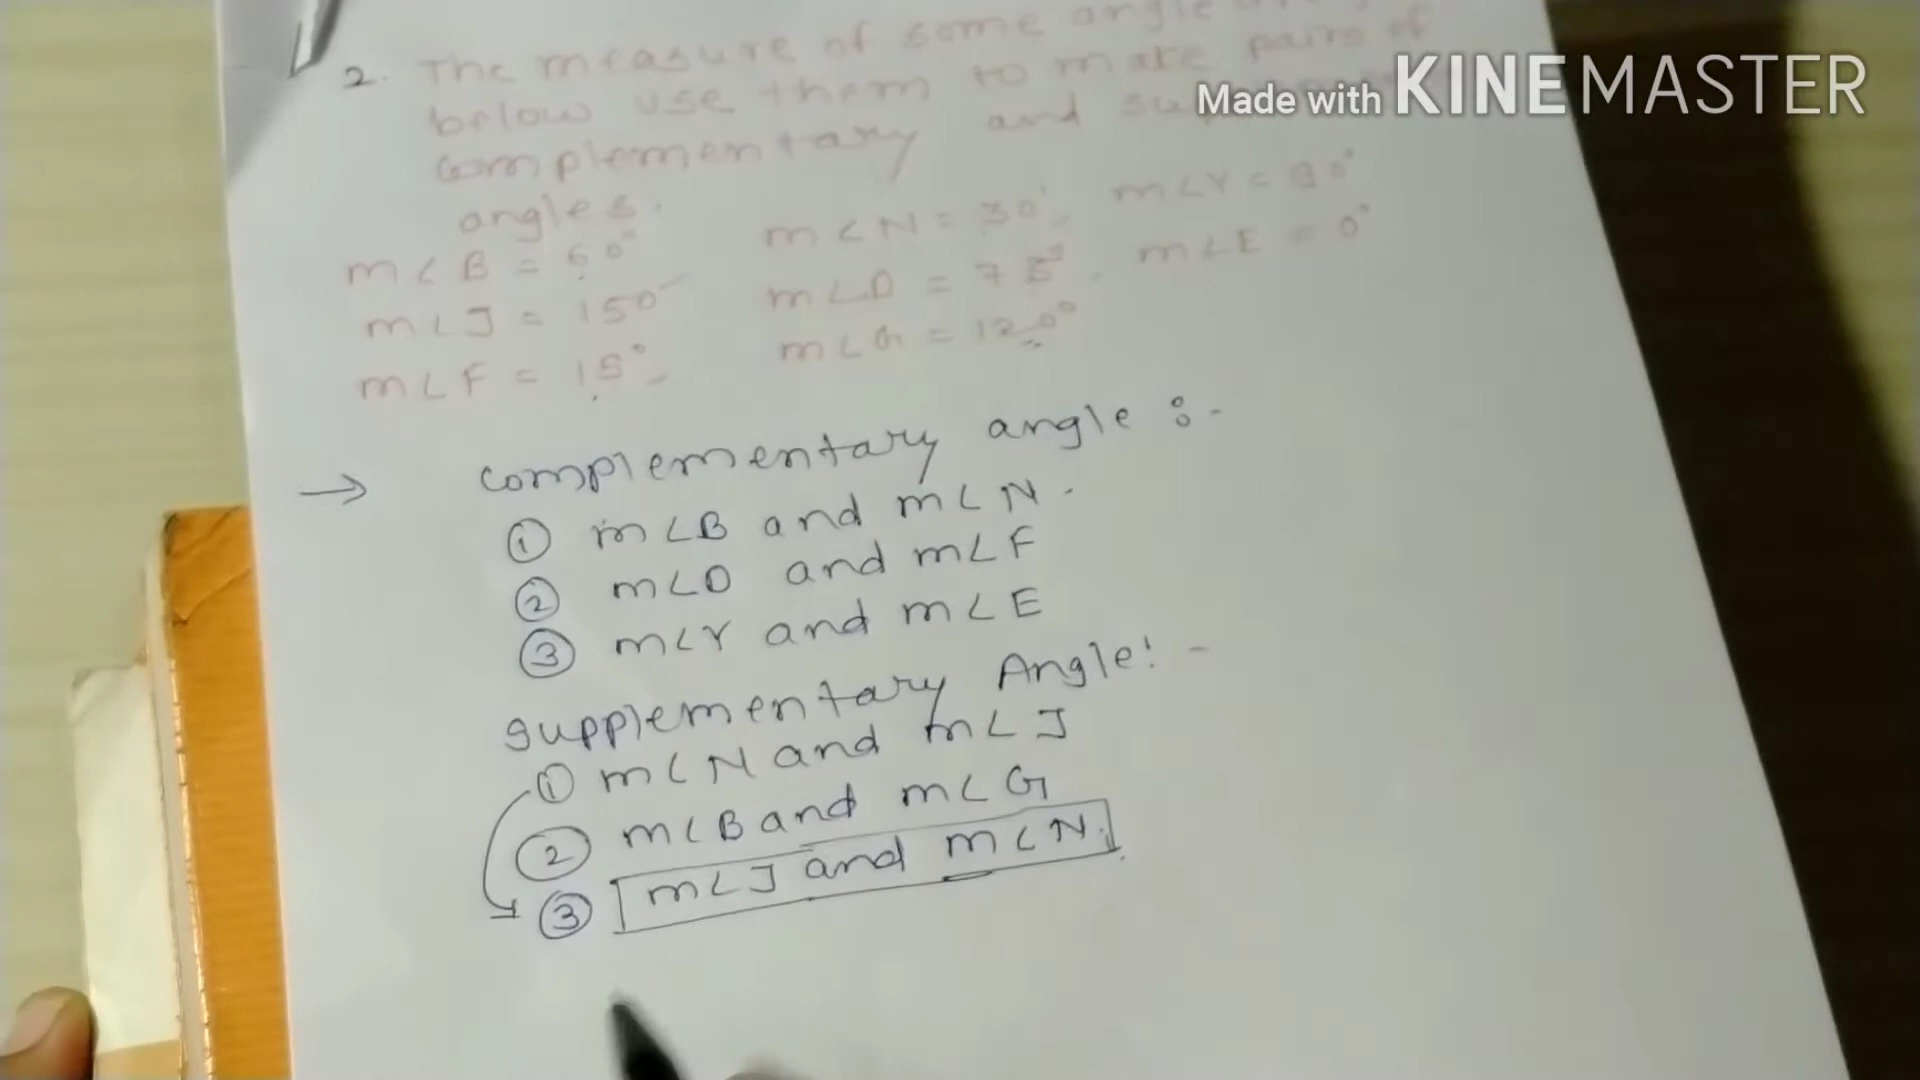 Made with KINEMASTER
2. The measure of some angle
below use them to make pairs of
complementary and
angles.
m∠B = 60° m∠N = 30° m∠Y = 90°
m∠J = 150° m∠D = 75° m∠E = 0°
m∠F = 15° m∠G = 120°
→ complementary angle :-
① m∠B and m∠N.
② m∠D and m∠F
③ m∠Y and m∠E
supplementary Angle! -
① m∠N and m∠J
② m∠B and m∠G
③ m∠J and m∠N.